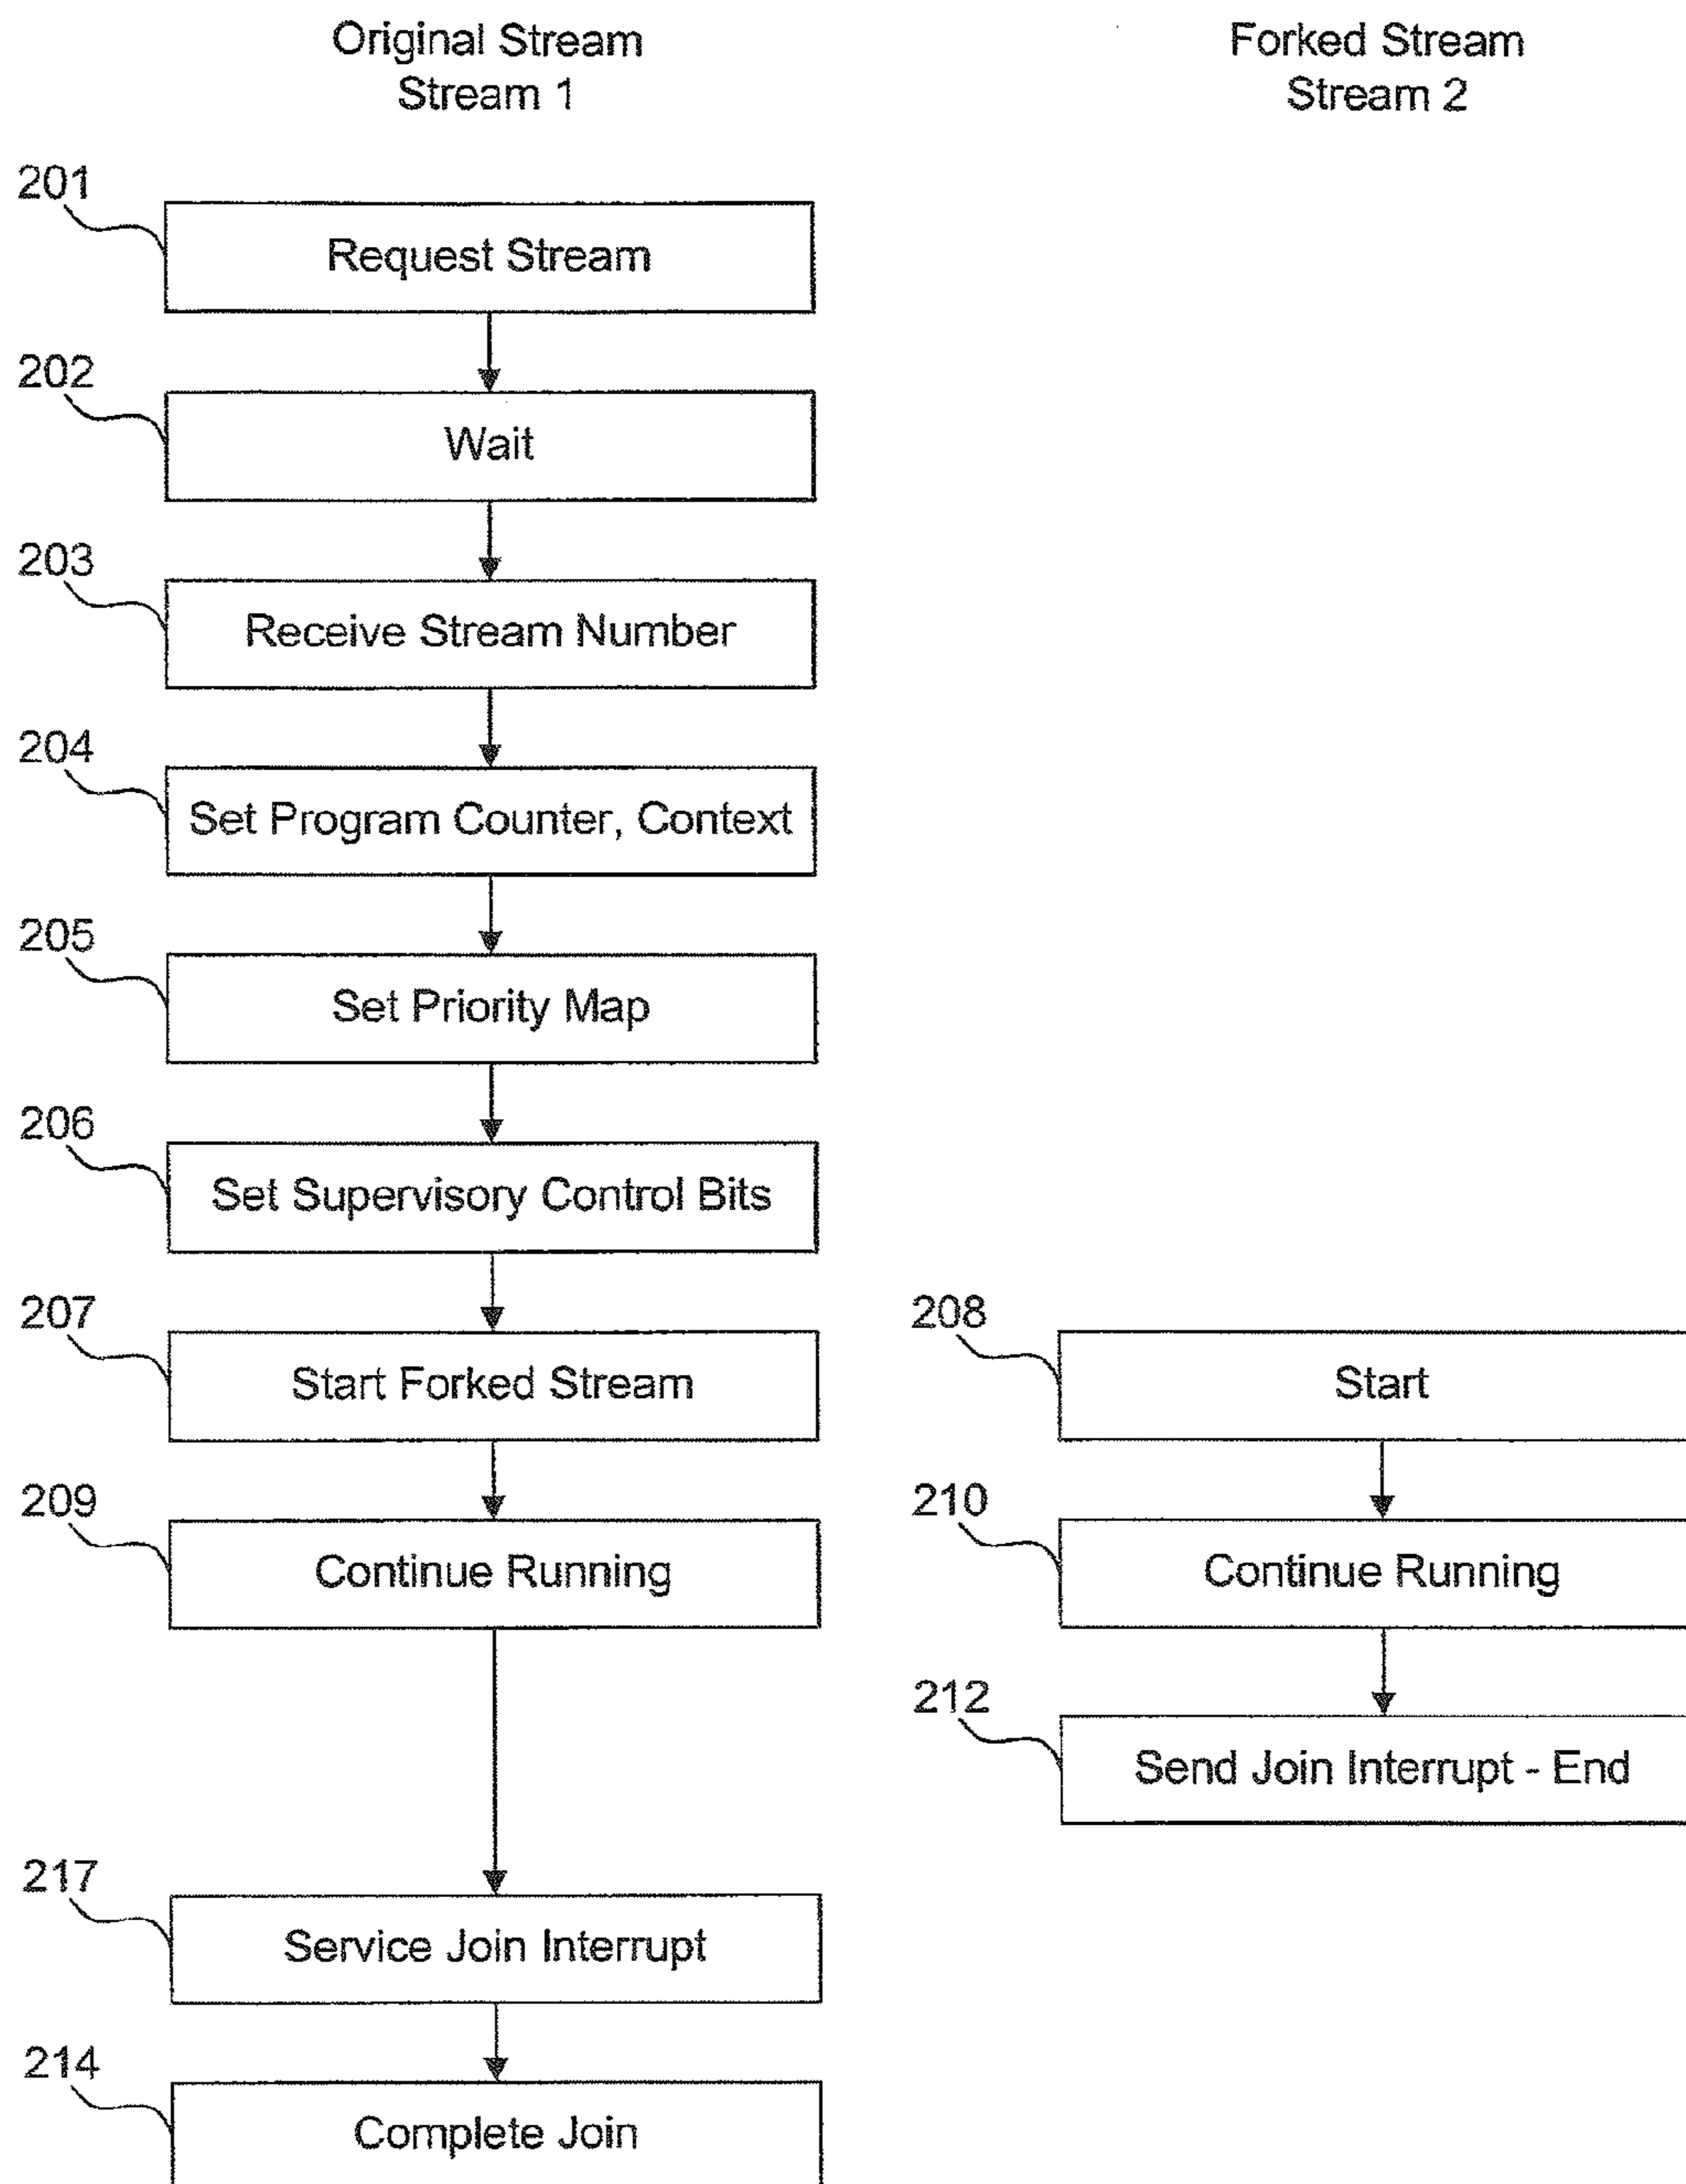 Original Stream
Stream 1
Forked Stream
Stream 2
201
Request Stream
202
Wait
203
Receive Stream Number
204
Set Program Counter, Context
205
Set Priority Map
206
Set Supervisory Control Bits
207
Start Forked Stream
208
Start
209
Continue Running
210
Continue Running
212
Send Join Interrupt - End
217
Service Join Interrupt
214
Complete Join